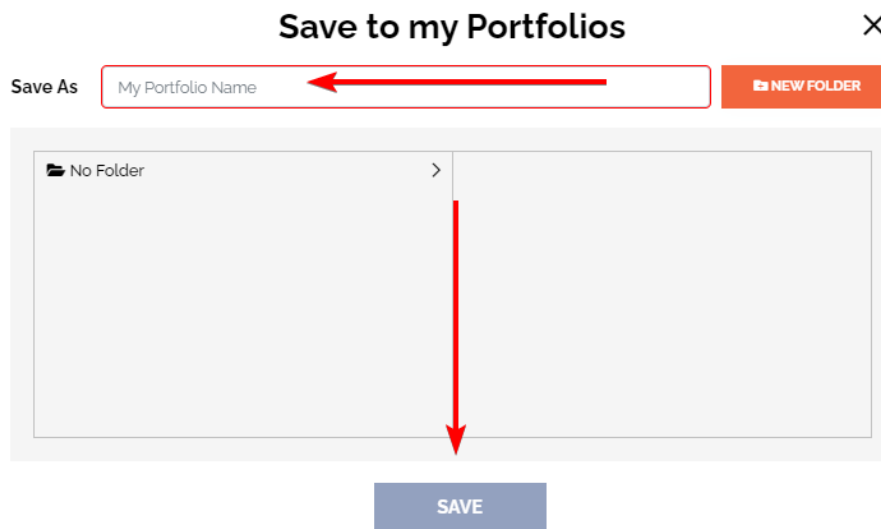 Save to my Portfolios
Save As
My Portfolio Name
NEW FOLDER
No Folder
SAVE